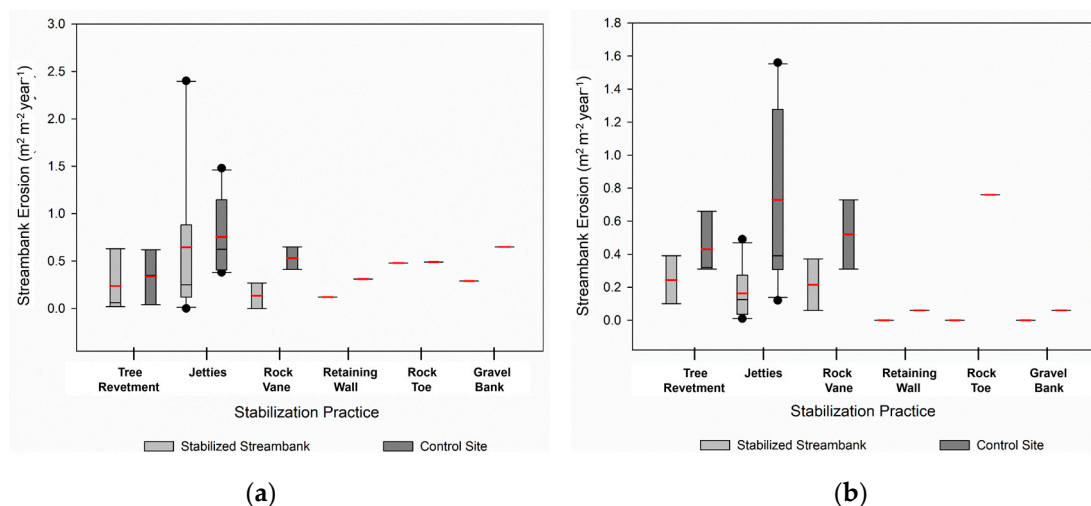 3.0
2.5
2.0
1.5
1.0
0.5
0.0
Streambank Erosion (m² m⁻² year⁻¹)
Tree Revetment
Jetties
Rock Vane
Retaining Wall
Rock Toe
Gravel Bank
Stabilization Practice
Stabilized Streambank
Control Site
(a)
1.8
1.6
1.4
1.2
1.0
0.8
0.6
0.4
0.2
0.0
Streambank Erosion (m² m⁻² year⁻¹)
Tree Revetment
Jetties
Rock Vane
Retaining Wall
Rock Toe
Gravel Bank
Stabilization Practice
Stabilized Streambank
Control Site
(b)